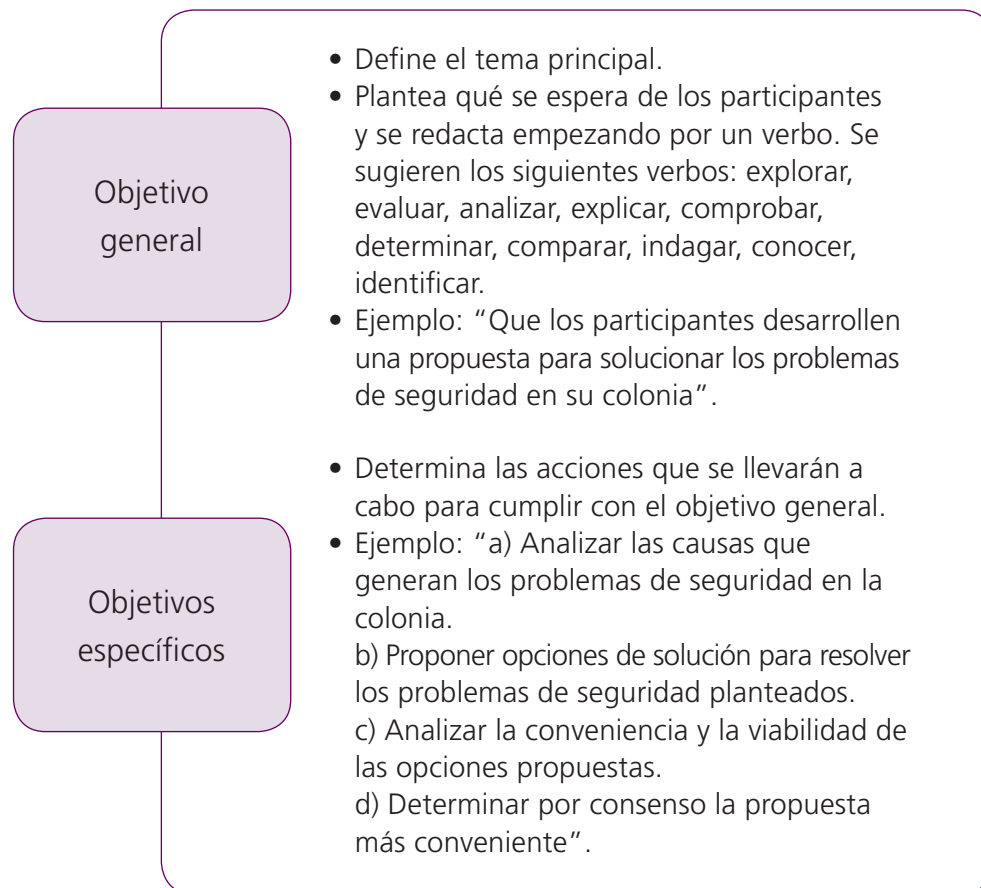 Objetivo
general
• Define el tema principal.
• Plantea qué se espera de los participantes
y se redacta empezando por un verbo. Se
sugieren los siguientes verbos: explorar,
evaluar, analizar, explicar, comprobar,
determinar, comparar, indagar, conocer,
identificar.
• Ejemplo: “Que los participantes desarrollen
una propuesta para solucionar los problemas
de seguridad en su colonia”.
Objetivos
específicos
• Determina las acciones que se llevarán a
cabo para cumplir con el objetivo general.
• Ejemplo: “a) Analizar las causas que
generan los problemas de seguridad en la
colonia.
b) Proponer opciones de solución para resolver
los problemas de seguridad planteados.
c) Analizar la conveniencia y la viabilidad de
las opciones propuestas.
d) Determinar por consenso la propuesta
más conveniente”.